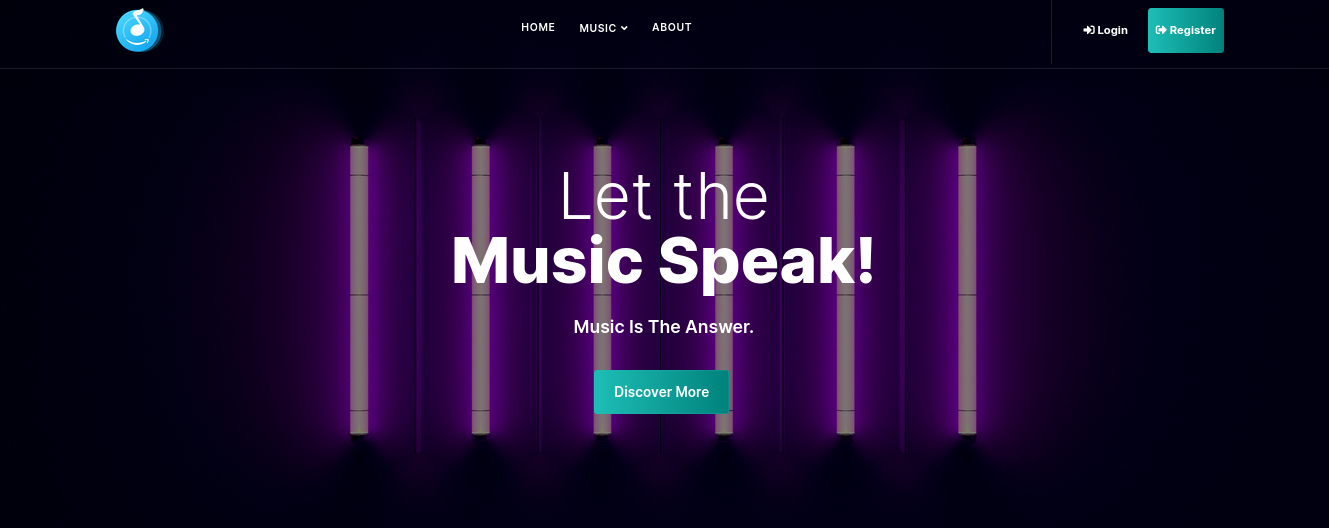 HOME
MUSIC
ABOUT
Login
Register
Let the
Music Speak!
Music Is The Answer.
Discover More